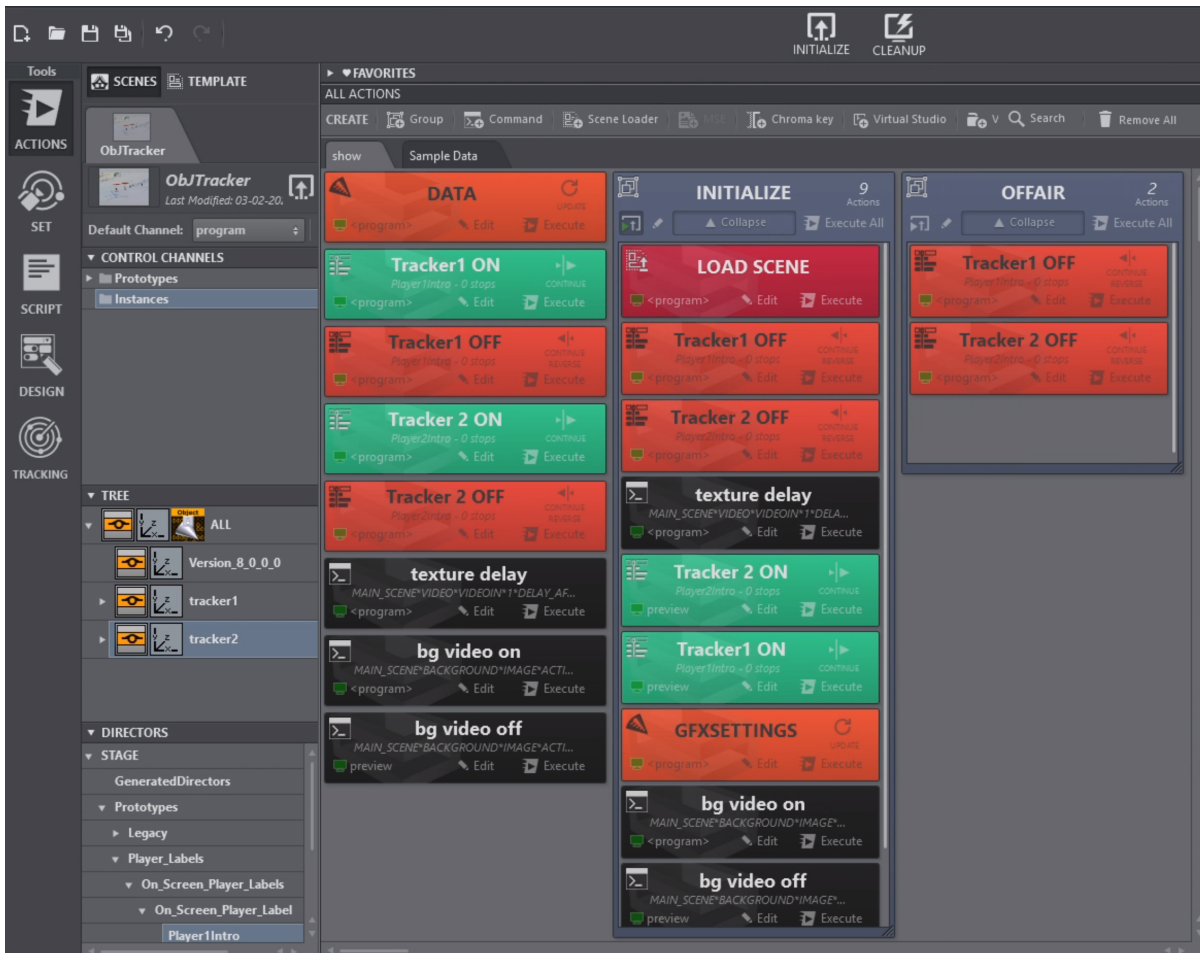 INITIALIZE
CLEANUP
Tools
ACTIONS
SET
SCRIPT
DESIGN
TRACKING
SCENES TEMPLATE
ObJTracker
ObJTracker
Last Modified: 03-02-20.
Default Channel: program
CONTROL CHANNELS
Prototypes
Instances
TREE
Object
ALL
Version_8_0_0_0
tracker1
tracker2
DIRECTORS
STAGE
GeneratedDirectors
Prototypes
Legacy
Player_Labels
On_Screen_Player_Labels
On_Screen_Player_Label
Player1Intro
FAVORITES
ALL ACTIONS
CREATE Group Command Scene Loader MSE Chroma key Virtual Studio V Search Remove All
show Sample Data
DATA
UPDATE
<program> Edit Execute
Tracker1 ON
Player1Intro - 0 stops CONTINUE
<program> Edit Execute
Tracker1 OFF
Player1Intro - 0 stops CONTINUE REVERSE
<program> Edit Execute
Tracker 2 ON
Player2Intro - 0 stops CONTINUE
<program> Edit Execute
Tracker 2 OFF
Player2Intro - 0 stops CONTINUE REVERSE
<program> Edit Execute
texture delay
MAIN_SCENE*VIDEO*VIDEOIN*1*DELAY_AF...
<program> Edit Execute
bg video on
MAIN_SCENE*BACKGROUND*IMAGE*ACTI...
<program> Edit Execute
bg video off
MAIN_SCENE*BACKGROUND*IMAGE*ACTI...
preview Edit Execute
INITIALIZE 9
Actions
Collapse Execute All
LOAD SCENE
<program> Edit Execute
Tracker1 OFF
Player1Intro - 0 stops CONTINUE REVERSE
<program> Edit Execute
Tracker 2 OFF
Player2Intro - 0 stops CONTINUE REVERSE
<program> Edit Execute
texture delay
MAIN_SCENE*VIDEO*VIDEOIN*1*DELA...
<program> Edit Execute
Tracker 2 ON
Player2Intro - 0 stops CONTINUE
preview Edit Execute
Tracker1 ON
Player1Intro - 0 stops CONTINUE
preview Edit Execute
GFXSETTINGS
UPDATE
<program> Edit Execute
bg video on
MAIN_SCENE*BACKGROUND*IMAGE*...
<program> Edit Execute
bg video off
MAIN_SCENE*BACKGROUND*IMAGE*...
preview Edit Execute
OFFAIR 2
Actions
Collapse Execute All
Tracker1 OFF
Player1Intro - 0 stops CONTINUE REVERSE
<program> Edit Execute
Tracker 2 OFF
Player2Intro - 0 stops CONTINUE REVERSE
<program> Edit Execute